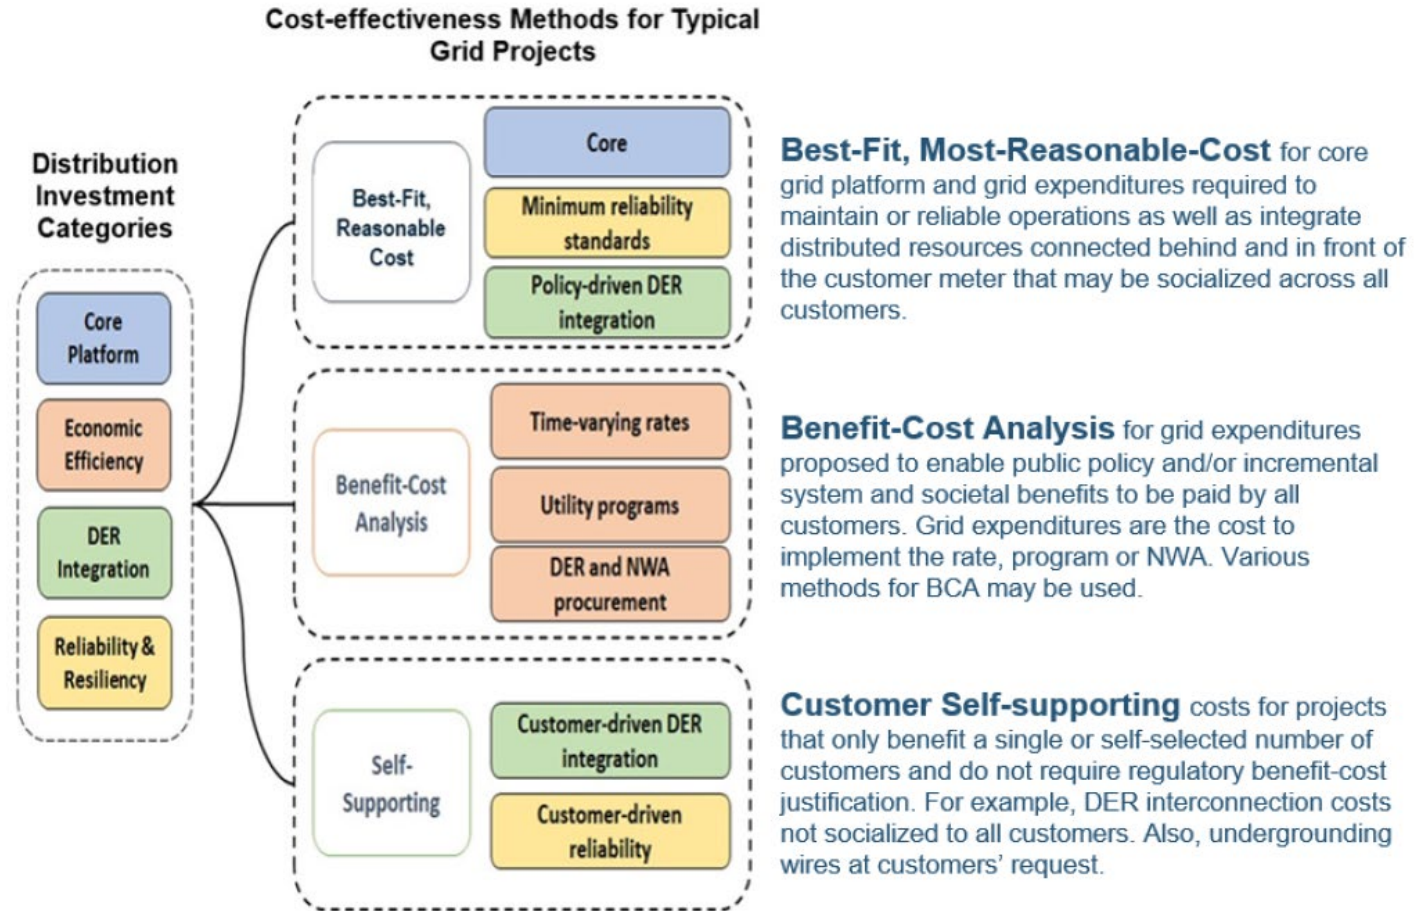 Cost-effectiveness Methods for Typical
Grid Projects
Distribution
Investment
Categories
Core
Platform
Economic
Efficiency
DER
Integration
Reliability &
Resiliency
Best-Fit,
Reasonable
Cost
Core
Minimum reliability
standards
Policy-driven DER
integration
Best-Fit, Most-Reasonable-Cost for core
grid platform and grid expenditures required to
maintain or reliable operations as well as integrate
distributed resources connected behind and in front of
the customer meter that may be socialized across all
customers.
Benefit-Cost
Analysis
Time-varying rates
Utility programs
DER and NWA
procurement
Benefit-Cost Analysis for grid expenditures
proposed to enable public policy and/or incremental
system and societal benefits to be paid by all
customers. Grid expenditures are the cost to
implement the rate, program or NWA. Various
methods for BCA may be used.
Self-
Supporting
Customer-driven DER
integration
Customer-driven
reliability
Customer Self-supporting costs for projects
that only benefit a single or self-selected number of
customers and do not require regulatory benefit-cost
justification. For example, DER interconnection costs
not socialized to all customers. Also, undergrounding
wires at customers’ request.